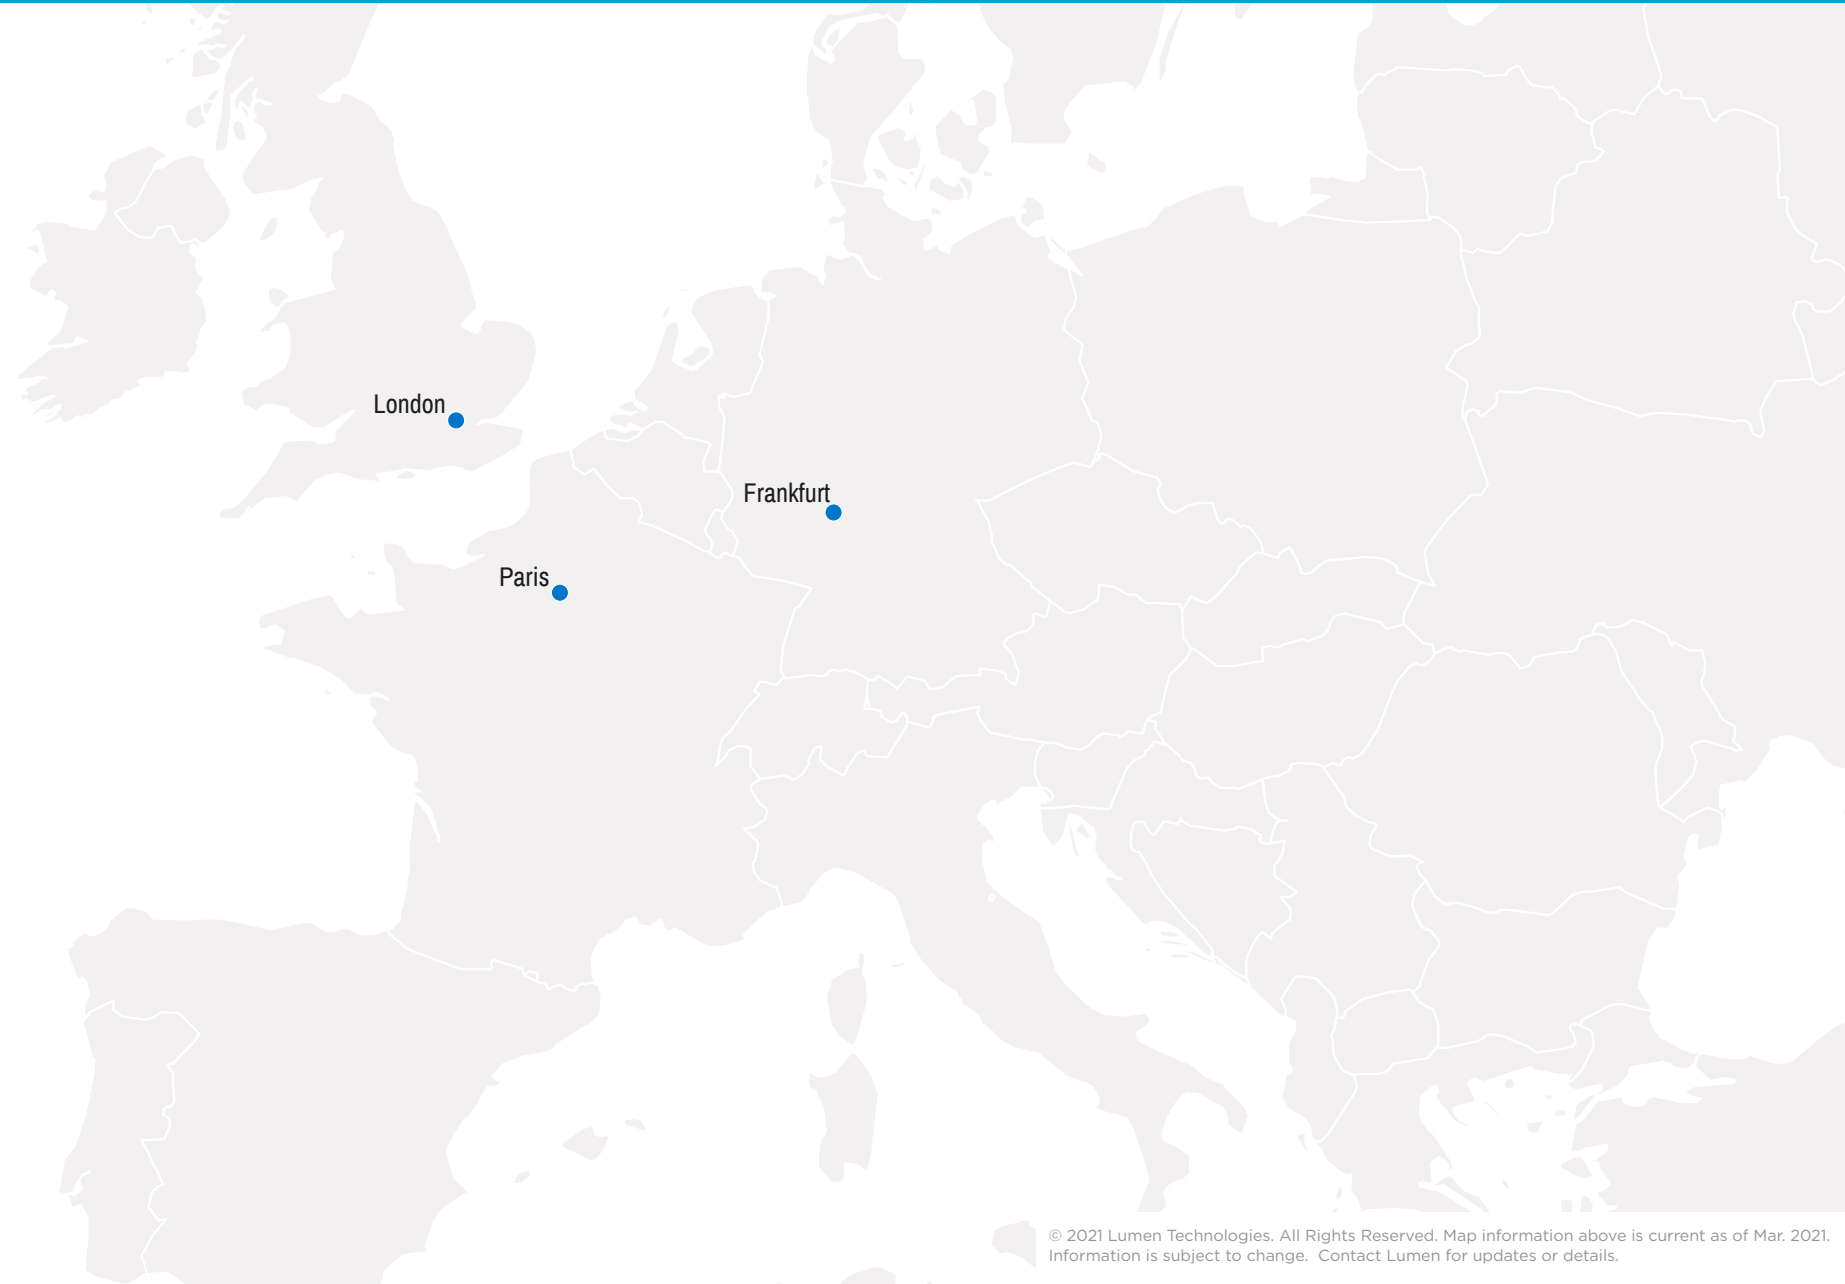 London
Frankfurt
Paris
© 2021 Lumen Technologies. All Rights Reserved. Map information above is current as of Mar. 2021.
Information is subject to change. Contact Lumen for updates or details.